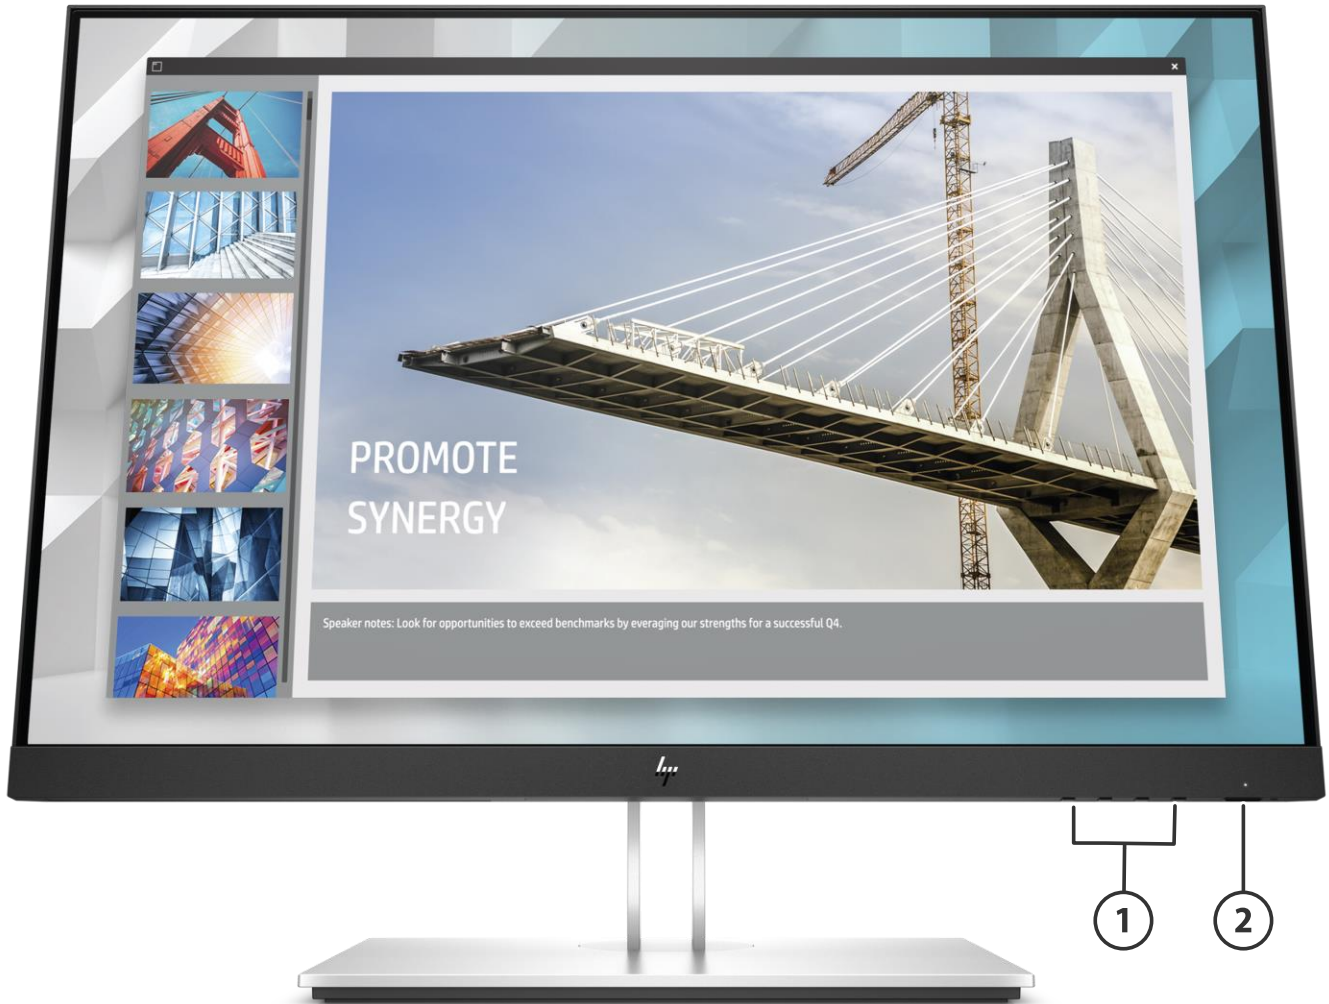 PROMOTE
SYNERGY
Speaker notes: Look for opportunities to exceed benchmarks by everaging our strengths for a successful Q4.
hp
1
2